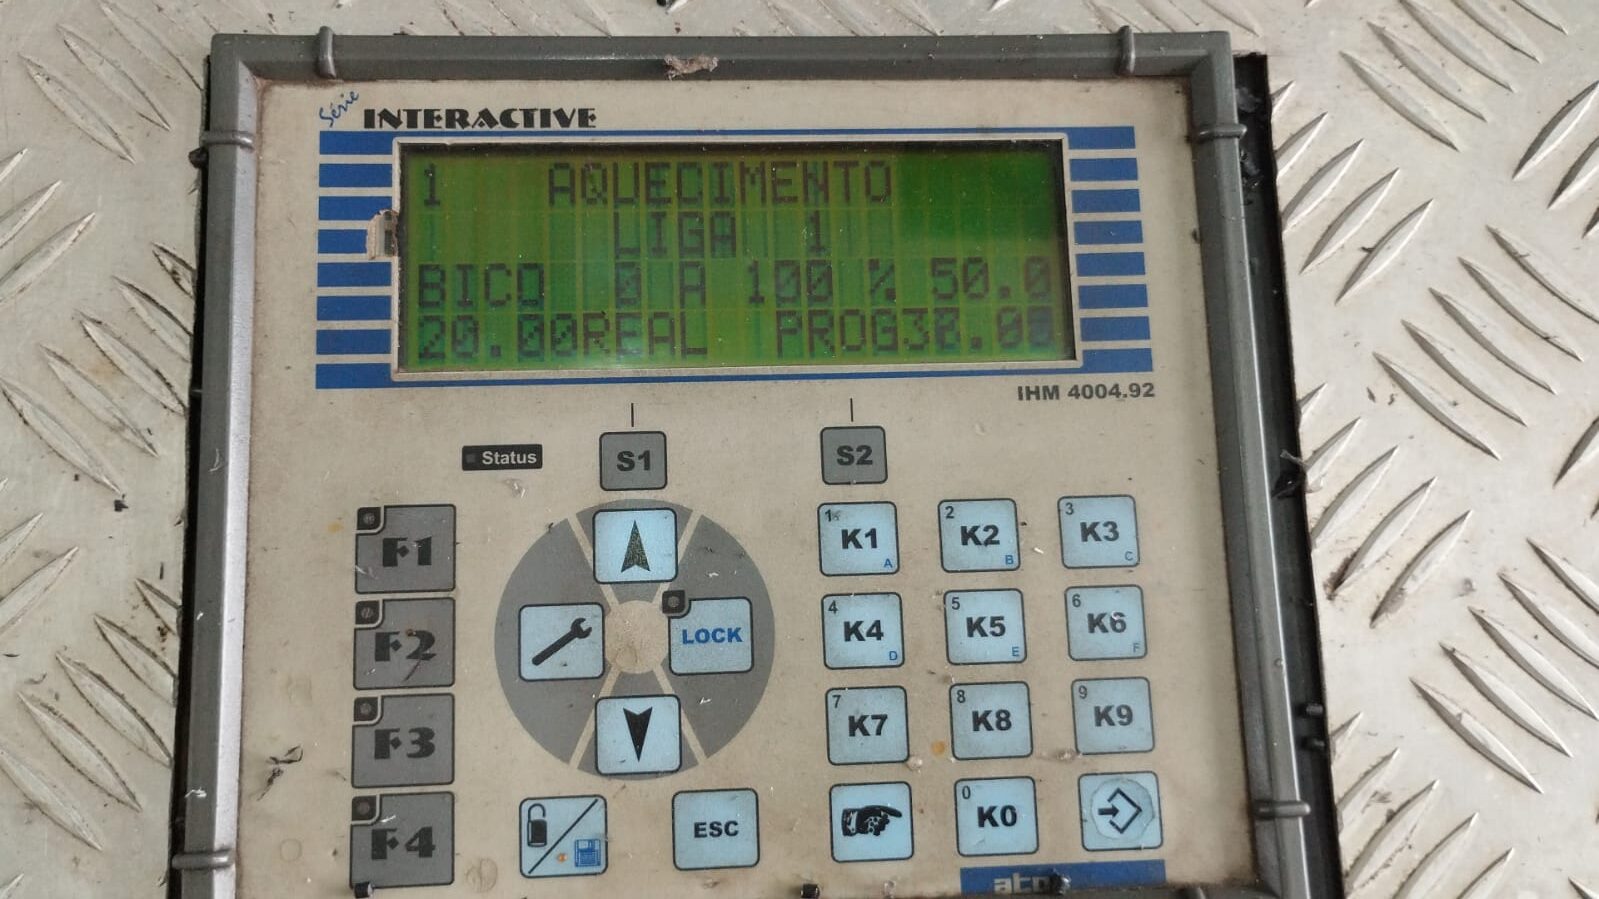 Série INTERACTIVE
1 AQUECIMENTO
LIGA 1
BICO 0 A 100 % 50.0
20.00REAL PROG
IHM 4004.92
Status
S1
S2
F1
F2
F3
F4
LOCK
1 K1 A
2 K2 B
3 K3 C
4 K4 D
5 K5 E
6 K6 F
7 K7
8 K8
9 K9
ESC
0 K0